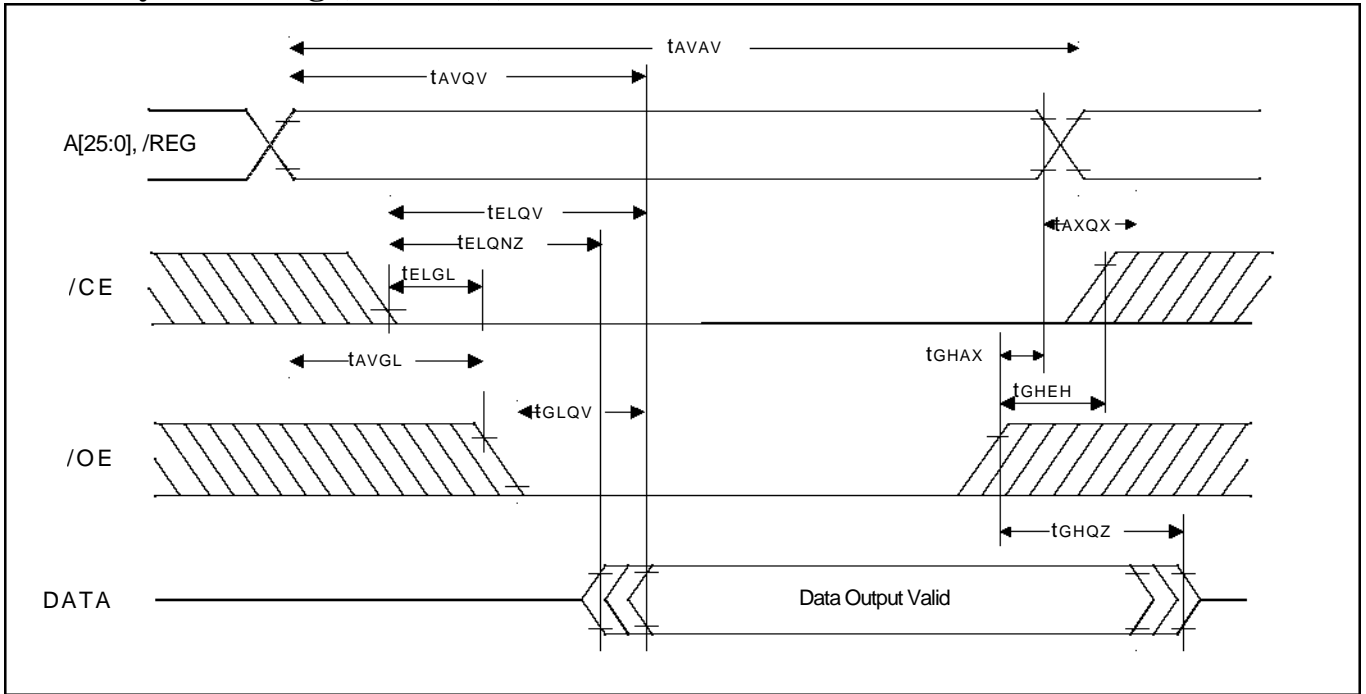 tAVAV
tAVQV
A[25:0], /REG
tELQV
tAXQX
tELQNZ
tELGL
/CE
tAVGL
tGHAX
tGHEH
tGLQV
/OE
tGHQZ
DATA
Data Output Valid